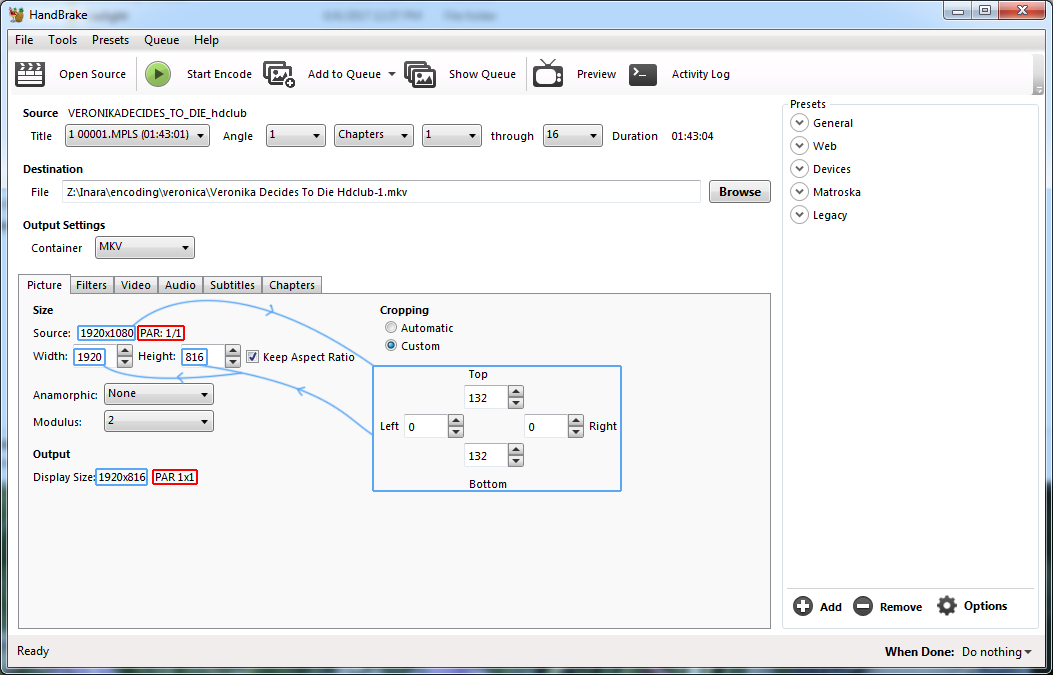 HandBrake
File Tools Presets Queue Help
Open Source Start Encode Add to Queue Show Queue Preview Activity Log
Source VERONIKADECIDES_TO_DIE_hdclub
Title 1 00001.MPLS (01:43:01) Angle 1 Chapters 1 through 16 Duration 01:43:04
Destination
File Z:\Inara\encoding\veronica\Veronika Decides To Die Hdclub-1.mkv Browse
Output Settings
Container MKV
Picture Filters Video Audio Subtitles Chapters
Size
Source: 1920x1080 PAR: 1/1
Width: 1920 Height: 816 Keep Aspect Ratio
Anamorphic: None
Modulus: 2
Output
Display Size: 1920x816 PAR 1x1
Cropping
Automatic
Custom
Top
132
Left 0 0 Right
132
Bottom
Presets
General
Web
Devices
Matroska
Legacy
Add Remove Options
Ready When Done: Do nothing